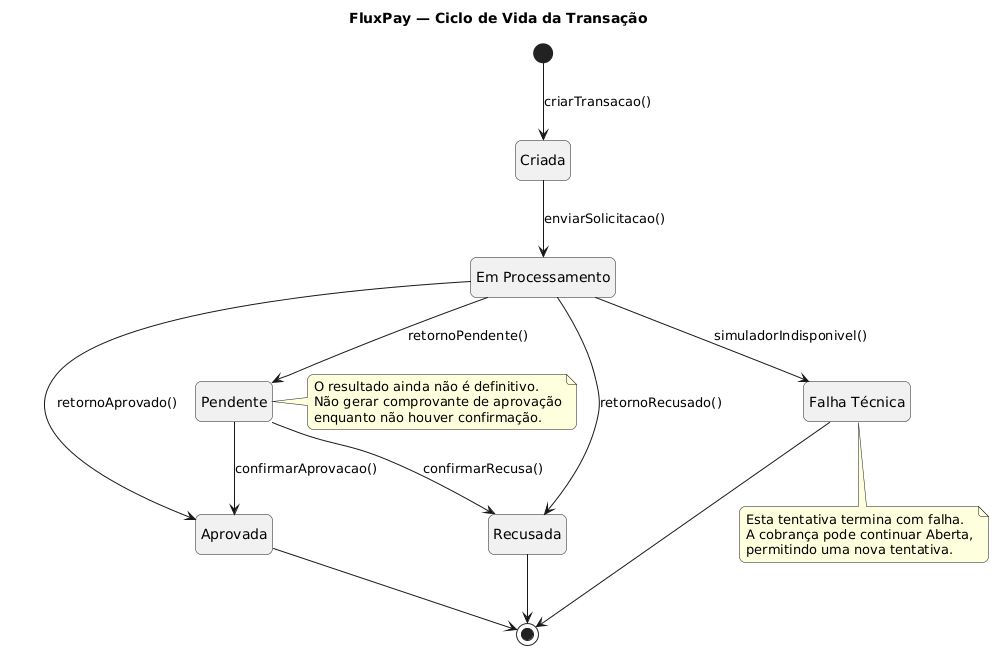 FluxPay — Ciclo de Vida da Transação
criarTransacao()
Criada
enviarSolicitacao()
Em Processamento
retornoPendente()
simuladorIndisponivel()
retornoAprovado()
Pendente
O resultado ainda não é definitivo.
Não gerar comprovante de aprovação
enquanto não houver confirmação.
retornoRecusado()
Falha Técnica
confirmarAprovacao()
confirmarRecusa()
Aprovada
Recusada
Esta tentativa termina com falha.
A cobrança pode continuar Aberta,
permitindo uma nova tentativa.